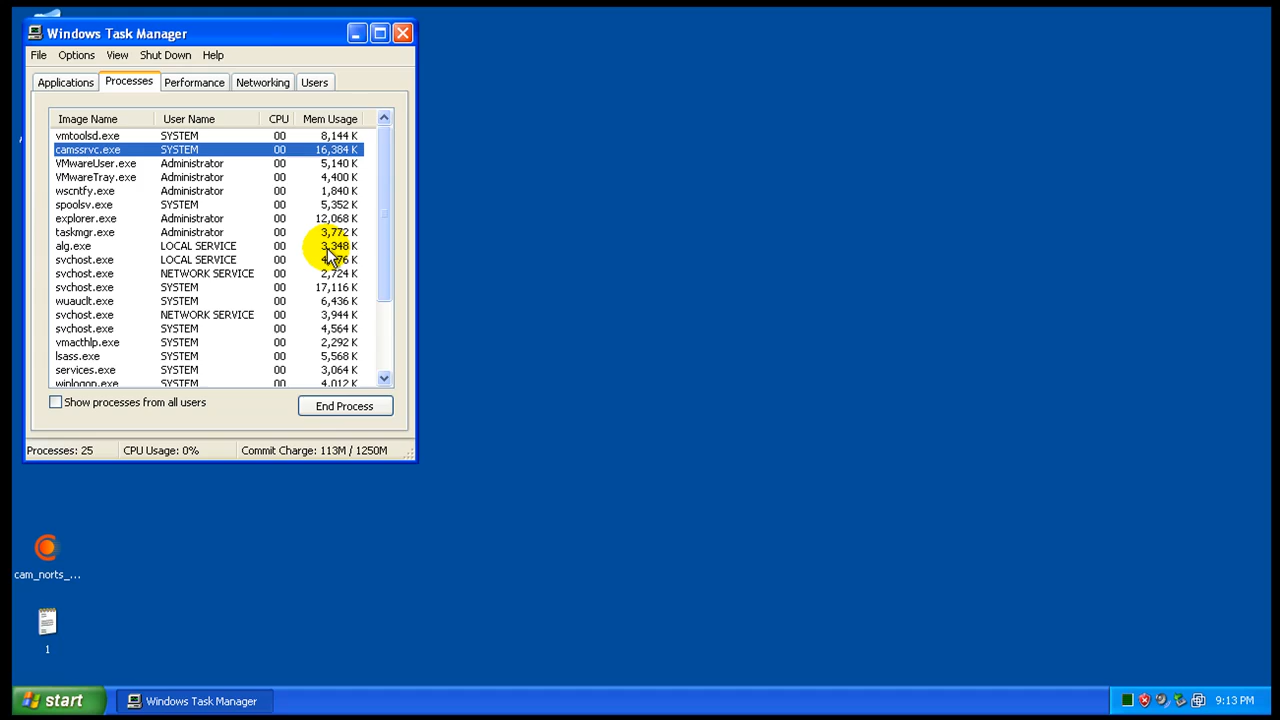 Windows Task Manager
File Options View Shut Down Help
Applications Processes Performance Networking Users
Image Name User Name CPU Mem Usage
vmtoolsd.exe SYSTEM 00 8,144 K
camssrvc.exe SYSTEM 00 16,384 K
VMwareUser.exe Administrator 00 5,140 K
VMwareTray.exe Administrator 00 4,400 K
wscntfy.exe Administrator 00 1,840 K
spoolsv.exe SYSTEM 00 5,352 K
explorer.exe Administrator 00 12,068 K
taskmgr.exe Administrator 00 3,772 K
alg.exe LOCAL SERVICE 00 3,348 K
svchost.exe LOCAL SERVICE 00 K
svchost.exe NETWORK SERVICE 00 2,724 K
svchost.exe SYSTEM 00 17,116 K
wuauclt.exe SYSTEM 00 6,436 K
svchost.exe NETWORK SERVICE 00 3,944 K
svchost.exe SYSTEM 00 4,564 K
vmacthlp.exe SYSTEM 00 2,292 K
lsass.exe SYSTEM 00 5,568 K
services.exe SYSTEM 00 3,064 K
winlogon.exe SYSTEM 00 4,012 K
Show processes from all users
End Process
Processes: 25 CPU Usage: 0% Commit Charge: 113M / 1250M
cam_norts_...
1
start Windows Task Manager 9:13 PM